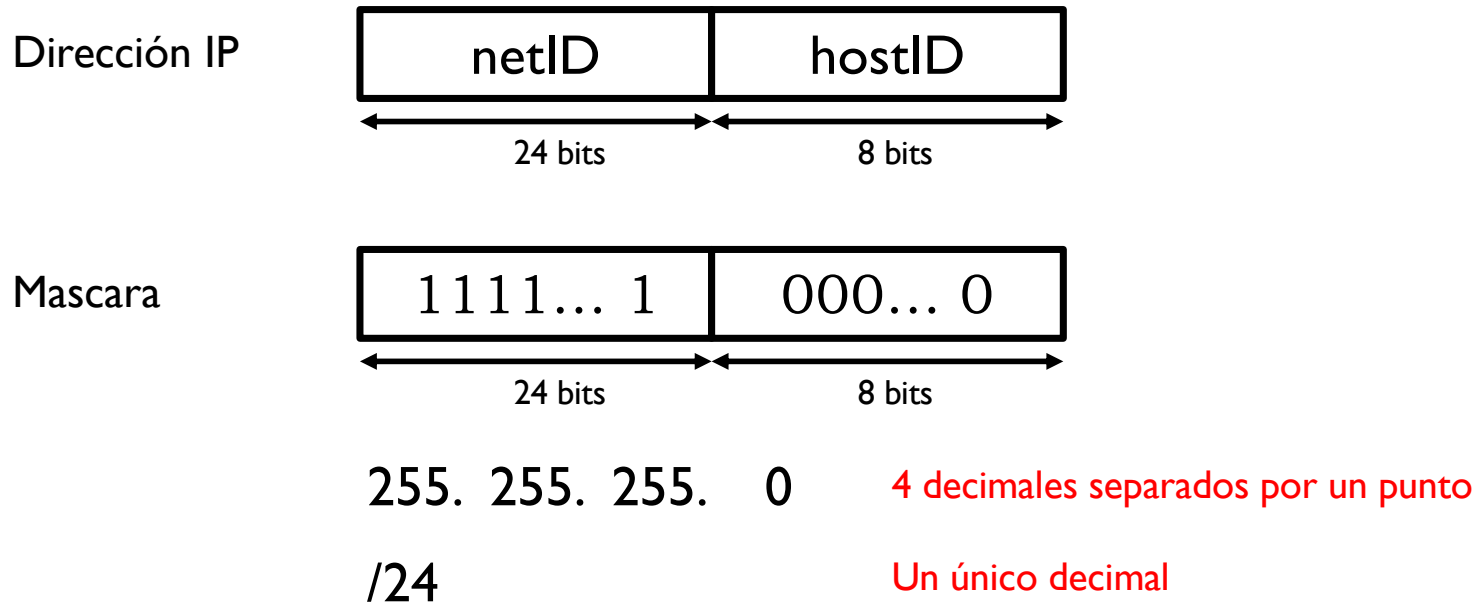 Dirección IP netID hostID
24 bits 8 bits
Mascara 1111... 1 000... 0
24 bits 8 bits
255. 255. 255. 0 4 decimales separados por un punto
/24 Un único decimal